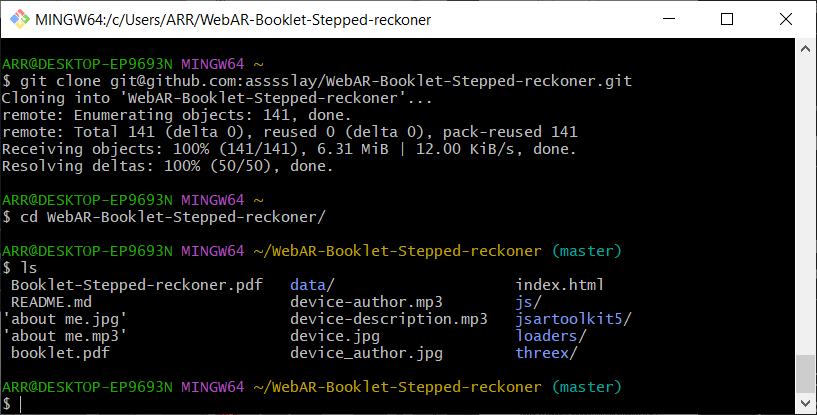 MINGW64:/c/Users/ARR/WebAR-Booklet-Stepped-reckoner
ARR@DESKTOP-EP9693N MINGW64 ~
$ git clone git@github.com:asssslay/WebAR-Booklet-Stepped-reckoner.git
Cloning into 'WebAR-Booklet-Stepped-reckoner'...
remote: Enumerating objects: 141, done.
remote: Total 141 (delta 0), reused 0 (delta 0), pack-reused 141
Receiving objects: 100% (141/141), 6.31 MiB | 12.00 KiB/s, done.
Resolving deltas: 100% (50/50), done.
ARR@DESKTOP-EP9693N MINGW64 ~
$ cd WebAR-Booklet-Stepped-reckoner/
ARR@DESKTOP-EP9693N MINGW64 ~/WebAR-Booklet-Stepped-reckoner (master)
$ ls
Booklet-Stepped-reckoner.pdf   data/                    index.html
README.md                      device-author.mp3        js/
'about me.jpg'                  device-description.mp3   jsartoolkit5/
'about me.mp3'                  device.jpg               loaders/
booklet.pdf                    device_author.jpg        threex/
ARR@DESKTOP-EP9693N MINGW64 ~/WebAR-Booklet-Stepped-reckoner (master)
$